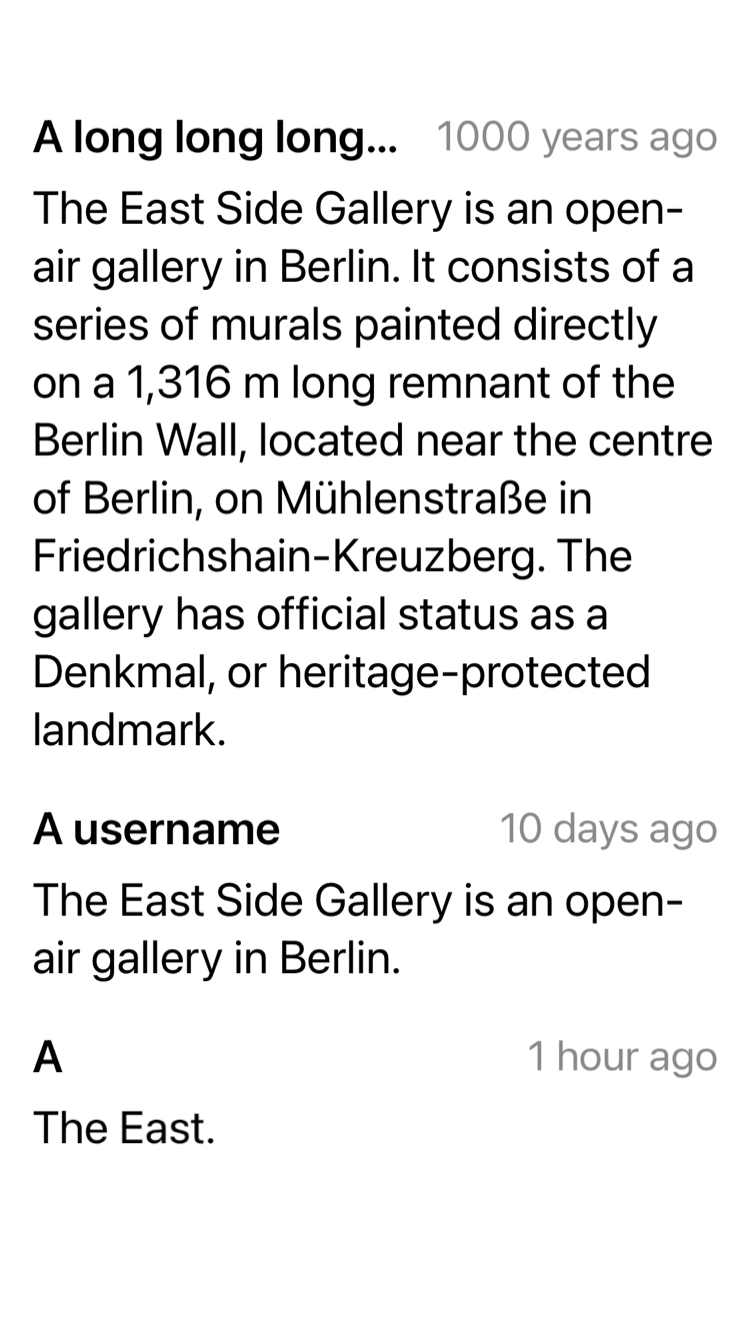 A long long long... 1000 years ago
The East Side Gallery is an open-
air gallery in Berlin. It consists of a
series of murals painted directly
on a 1,316 m long remnant of the
Berlin Wall, located near the centre
of Berlin, on Mühlenstraße in
Friedrichshain-Kreuzberg. The
gallery has official status as a
Denkmal, or heritage-protected
landmark.
A username 10 days ago
The East Side Gallery is an open-
air gallery in Berlin.
A 1 hour ago
The East.